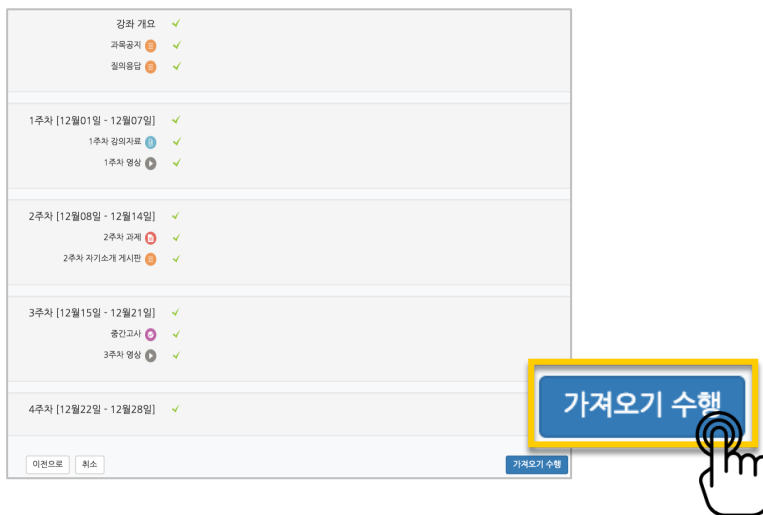 강좌 개요
과목공지
질의응답
1주차 [12월01일 - 12월07일]
1주차 강의자료
1주차 영상
2주차 [12월08일 - 12월14일]
2주차 과제
2주차 자기소개 게시판
3주차 [12월15일 - 12월21일]
중간고사
3주차 영상
4주차 [12월22일 - 12월28일]
가져오기 수행
이전으로 취소 가져오기 수행